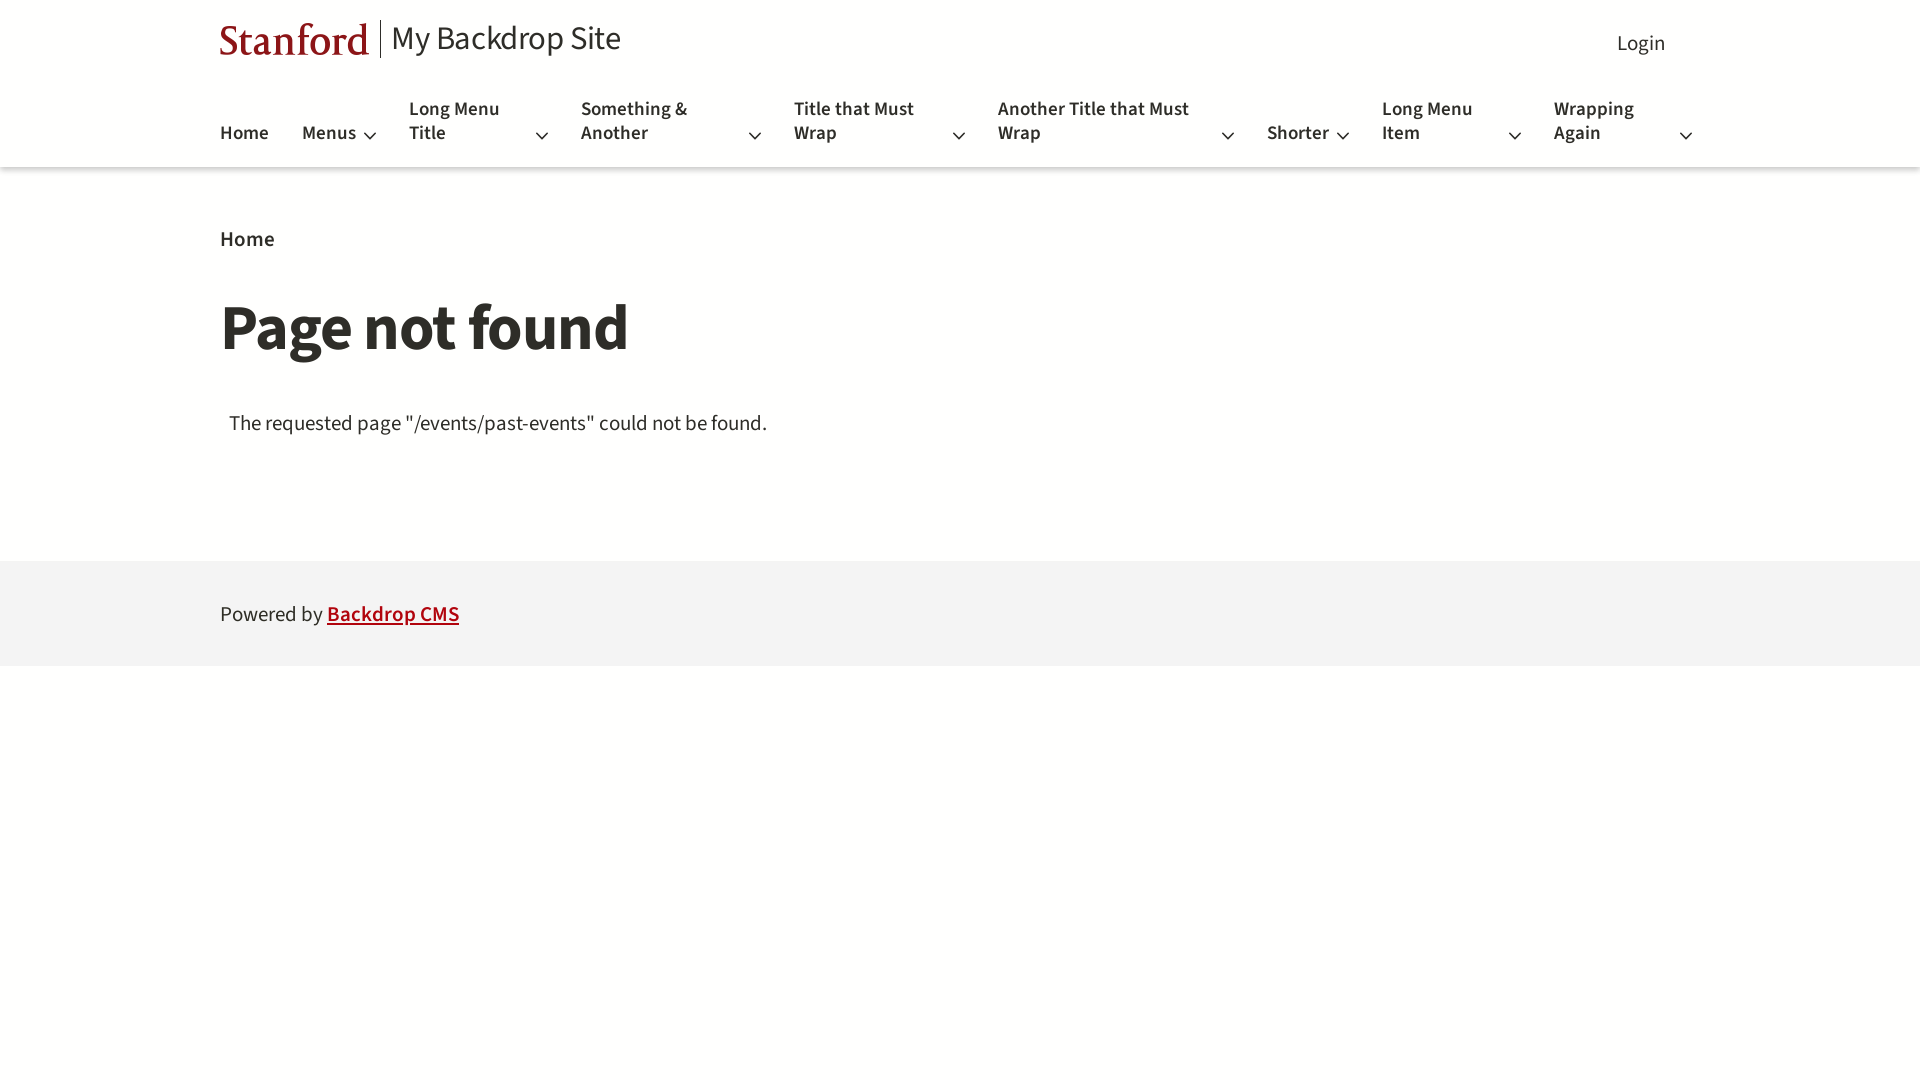 Stanford
My Backdrop Site
Login
Home
Menus
Long Menu
Title
Something &
Another
Title that Must
Wrap
Another Title that Must
Wrap
Shorter
Long Menu
Item
Wrapping
Again
Home
Page not found
The requested page "/events/past-events" could not be found.
Powered by Backdrop CMS